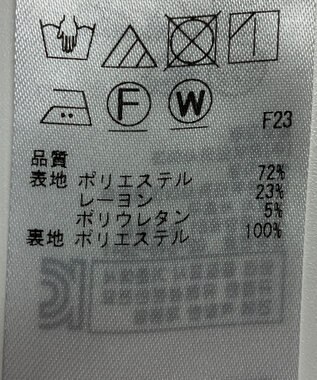 F W
F23
品質
表地 ポリエステル 72%
レーヨン 23%
ポリウレタン 5%
裏地 ポリエステル 100%